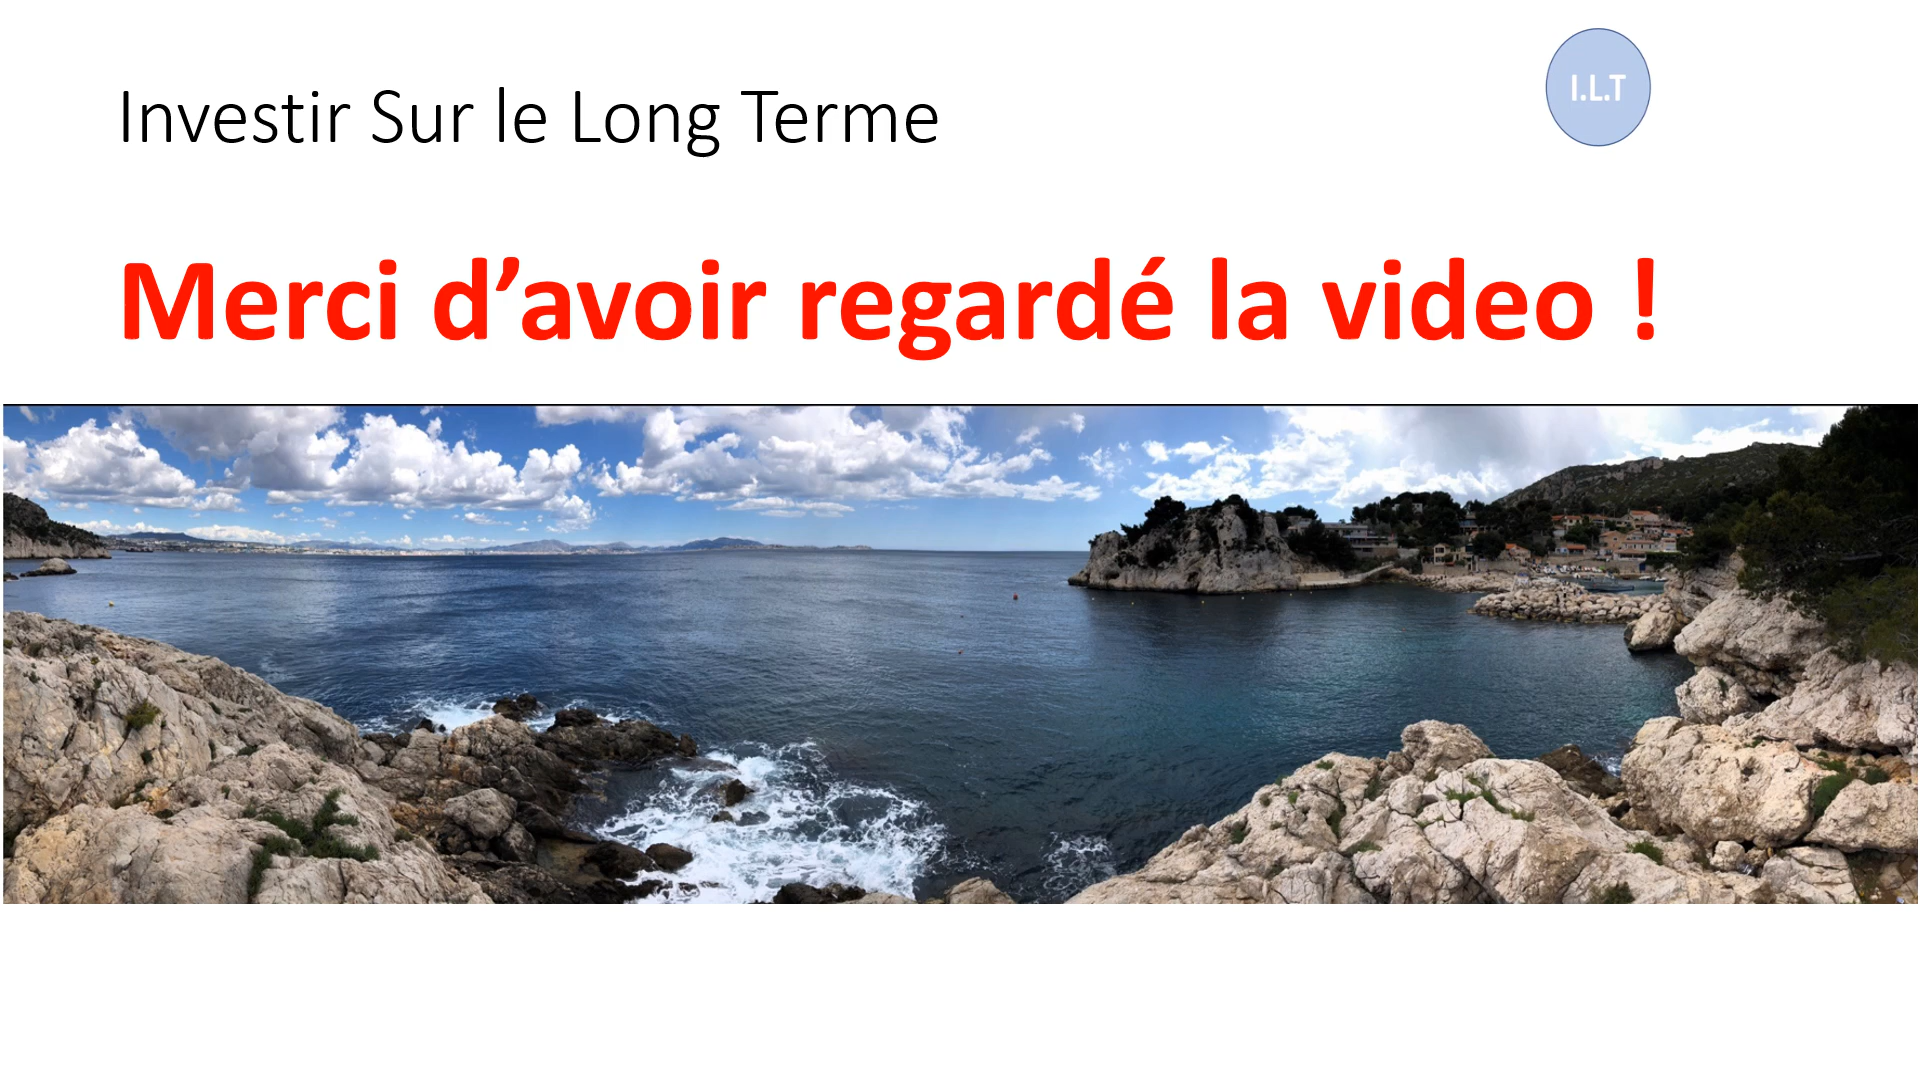 Investir Sur le Long Terme
I.L.T
Merci d’avoir regardé la video !